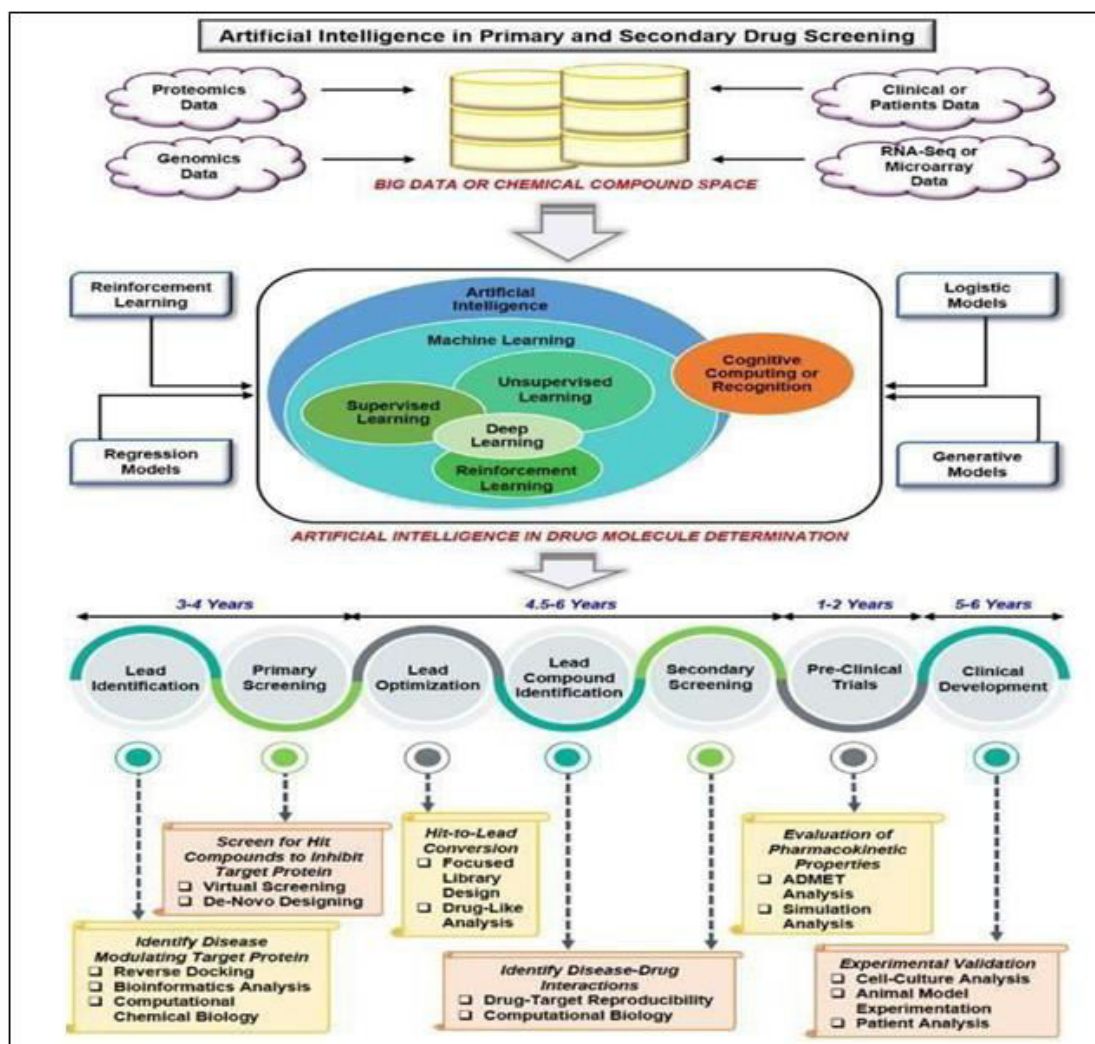 Artificial Intelligence in Primary and Secondary Drug Screening
Proteomics
Data
Genomics
Data
Clinical or
Patients Data
RNA-Seq or
Microarray
Data
BIG DATA OR CHEMICAL COMPOUND SPACE
Reinforcement
Learning
Regression
Models
Artificial
Intelligence
Machine Learning
Unsupervised
Learning
Supervised
Learning
Deep
Learning
Reinforcement
Learning
Cognitive
Computing or
Recognition
Logistic
Models
Generative
Models
ARTIFICIAL INTELLIGENCE IN DRUG MOLECULE DETERMINATION
3-4 Years
4.5-6 Years
1-2 Years
5-6 Years
Lead
Identification
Primary
Screening
Lead
Optimization
Lead
Compound
Identification
Secondary
Screening
Pre-Clinical
Trials
Clinical
Development
Screen for Hit
Compounds to Inhibit
Target Protein
❑ Virtual Screening
❑ De-Novo Designing
Hit-to-Lead
Conversion
❑ Focused
Library
Design
❑ Drug-Like
Analysis
Evaluation of
Pharmacokinetic
Properties
❑ ADMET
Analysis
❑ Simulation
Analysis
Identify Disease
Modulating Target Protein
❑ Reverse Docking
❑ Bioinformatics Analysis
❑ Computational
Chemical Biology
Identify Disease-Drug
Interactions
❑ Drug-Target Reproducibility
❑ Computational Biology
Experimental Validation
❑ Cell-Culture Analysis
❑ Animal Model
Experimentation
❑ Patient Analysis